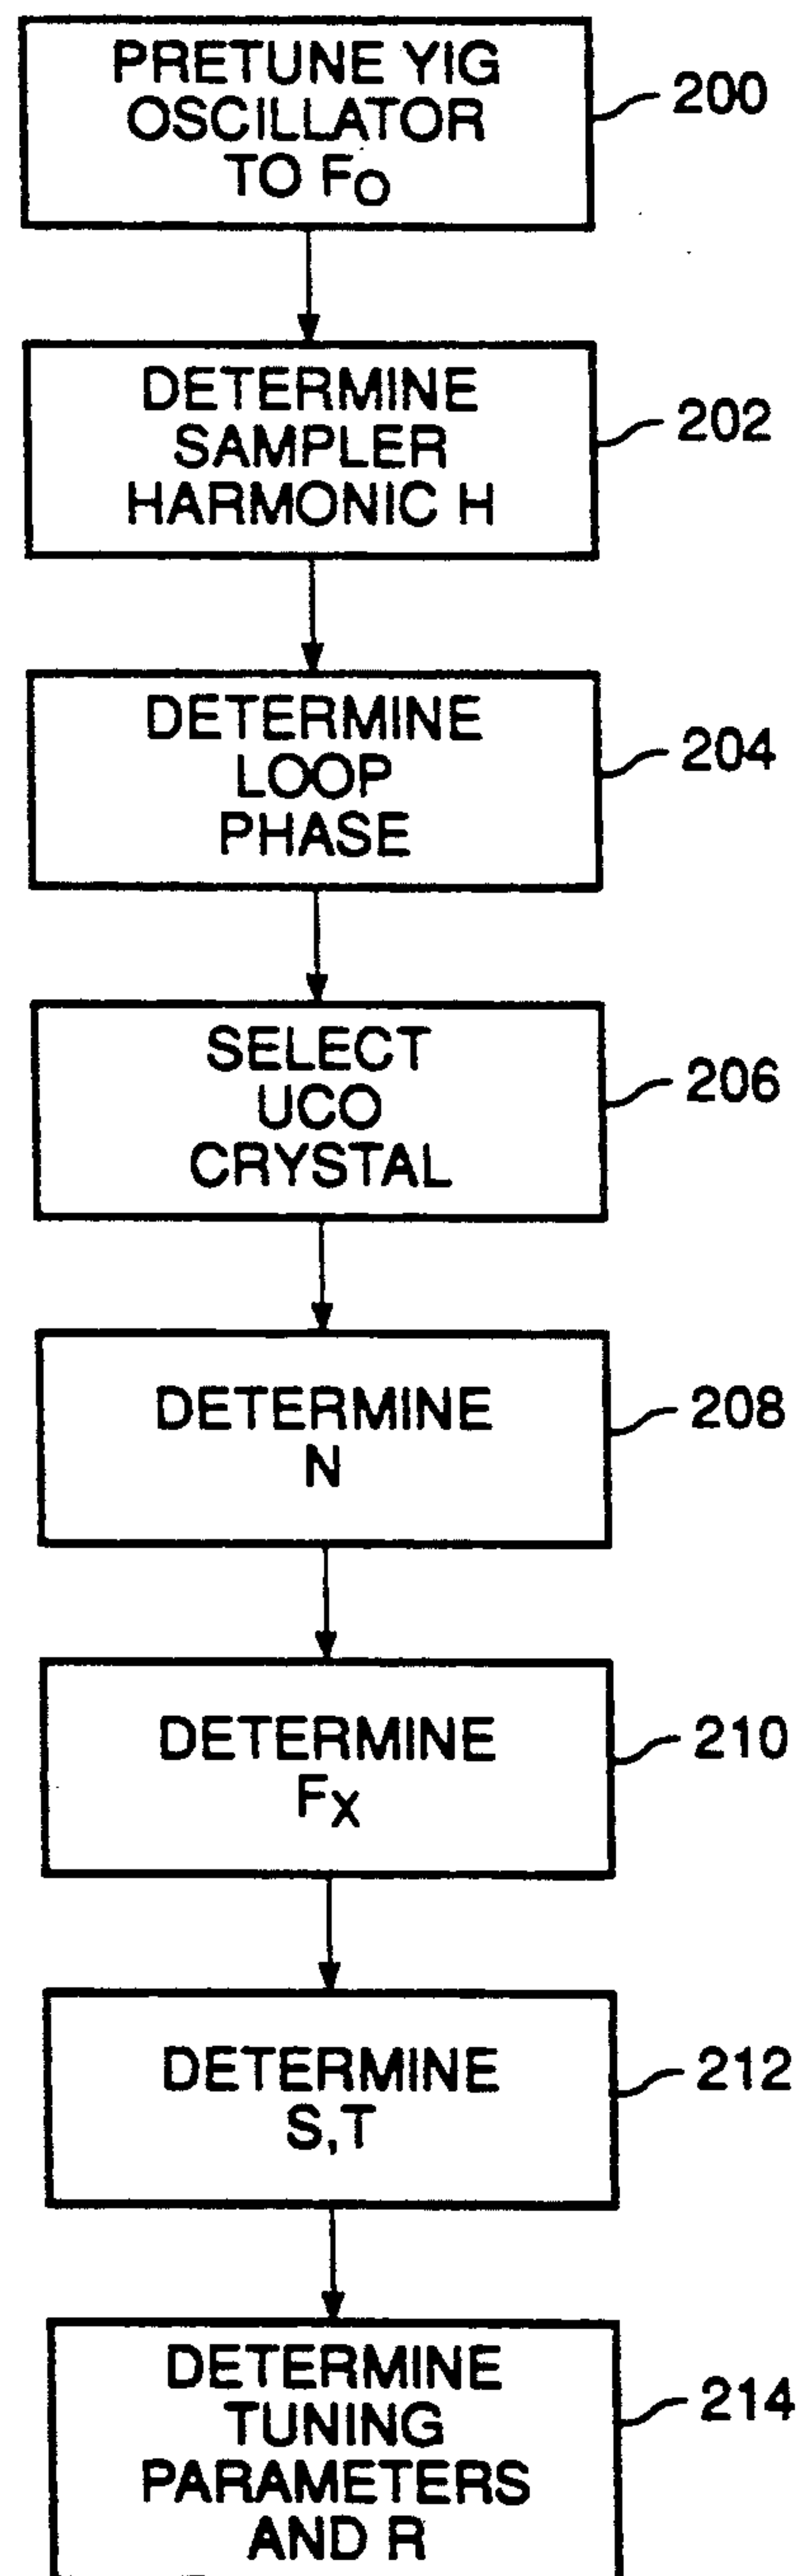 PRETUNE YIG
OSCILLATOR
TO FO
200
DETERMINE
SAMPLER
HARMONIC H
202
DETERMINE
LOOP
PHASE
204
SELECT
UCO
CRYSTAL
206
DETERMINE
N
208
DETERMINE
FX
210
DETERMINE
S,T
212
DETERMINE
TUNING
PARAMETERS
AND R
214